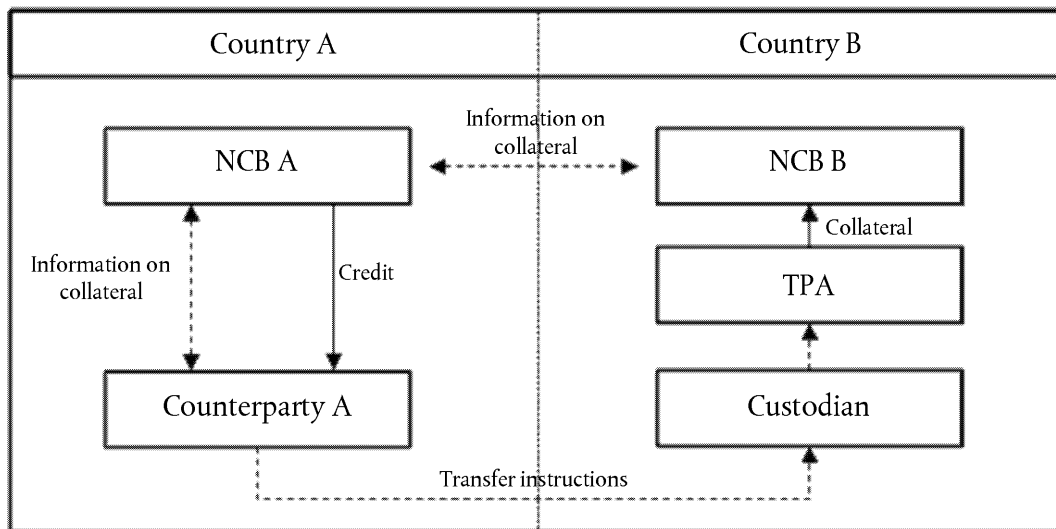 Country A
Country B
Information on
collateral
NCB A
NCB B
Collateral
Information on
collateral
Credit
TPA
Counterparty A
Custodian
Transfer instructions